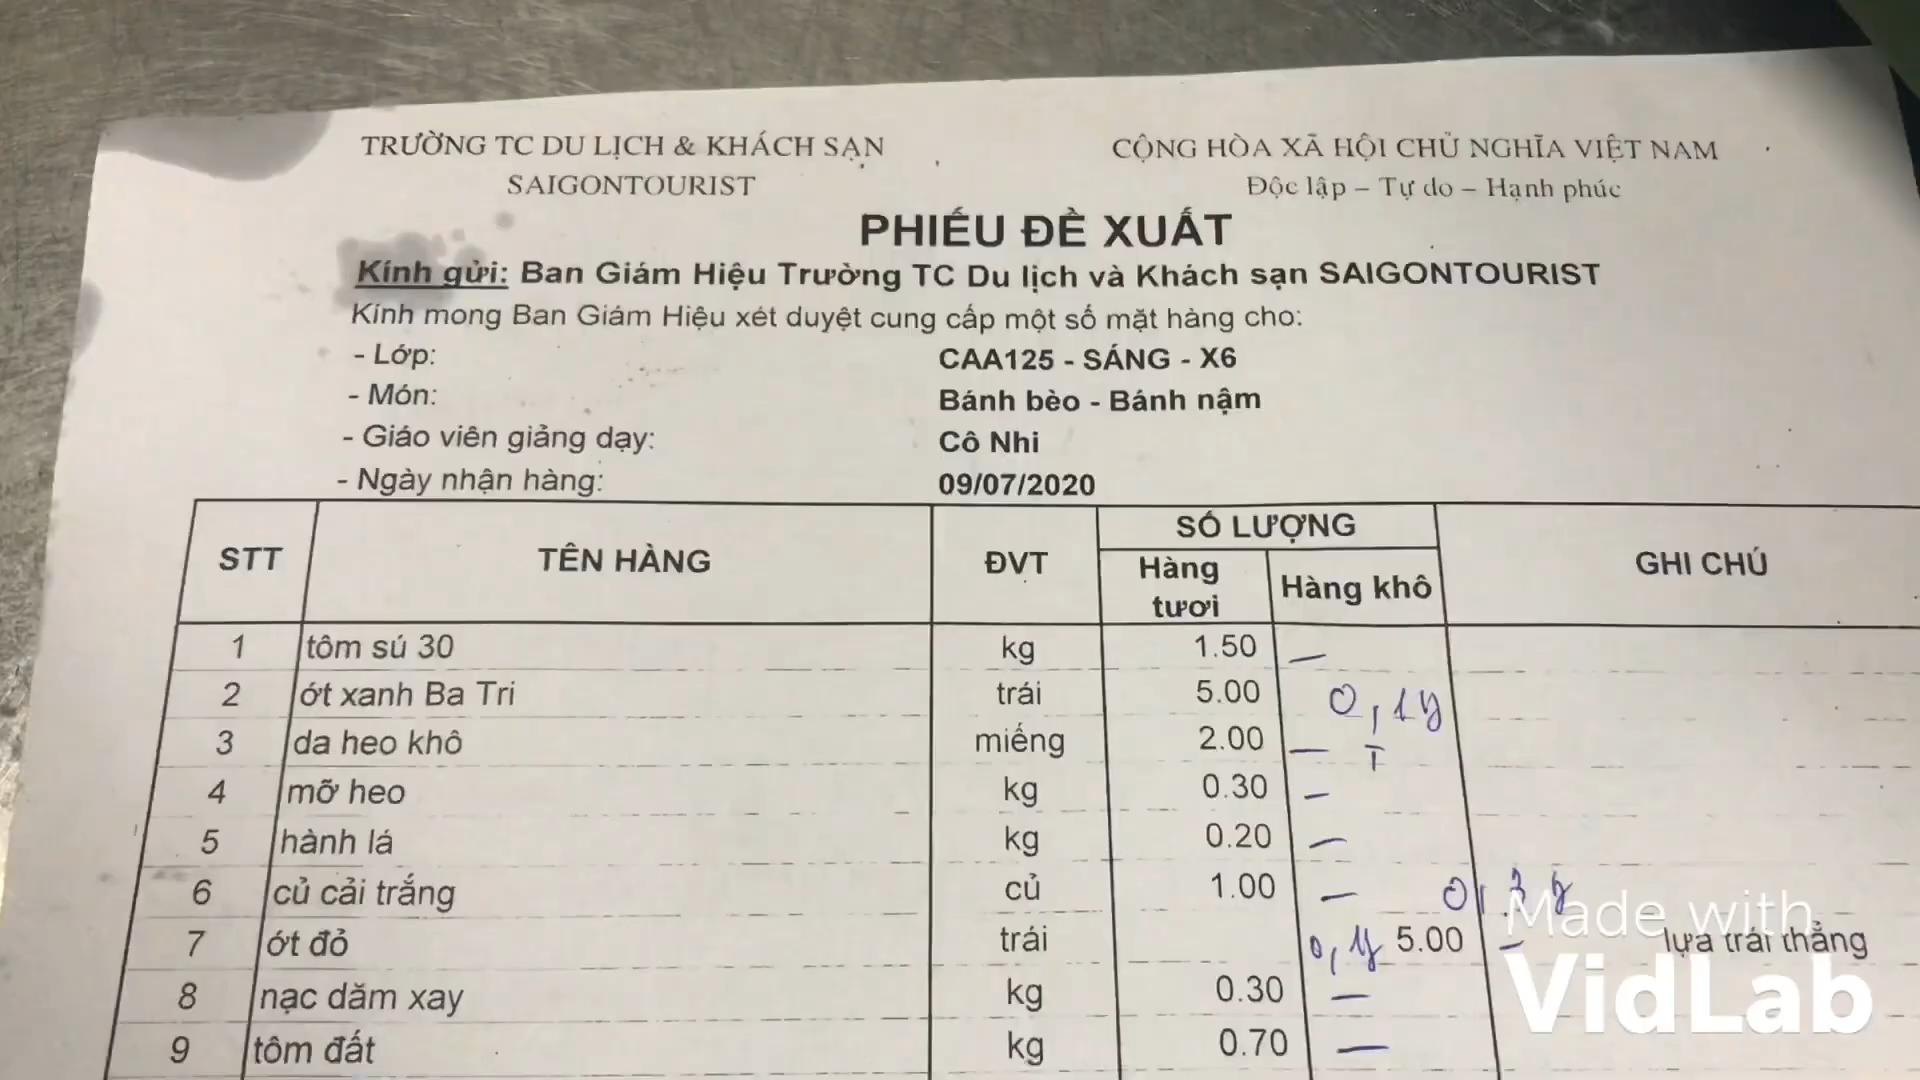 TRƯỜNG TC DU LỊCH & KHÁCH SẠN
SAIGONTOURIST
CỘNG HÒA XÃ HỘI CHỦ NGHĨA VIỆT NAM
Độc lập – Tự do – Hạnh phúc
PHIẾU ĐỀ XUẤT
Kính gửi: Ban Giám Hiệu Trường TC Du lịch và Khách sạn SAIGONTOURIST
Kính mong Ban Giám Hiệu xét duyệt cung cấp một số mặt hàng cho:
- Lớp: CAA125 - SÁNG - X6
- Món: Bánh bèo - Bánh nậm
- Giáo viên giảng dạy: Cô Nhi
- Ngày nhận hàng: 09/07/2020
STT TÊN HÀNG ĐVT SỐ LƯỢNG GHI CHÚ
Hàng tươi Hàng khô
1 tôm sú 30 kg 1.50 —
2 ớt xanh Ba Tri trái 5.00 0,1
3 da heo khô miếng 2.00 — T
4 mỡ heo kg 0.30 —
5 hành lá kg 0.20 —
6 củ cải trắng củ 1.00 —
7 ớt đỏ trái 5.00 — lựa trái thẳng
8 nạc dăm xay kg 0.30 —
9 tôm đất kg 0.70 —
Made with
VidLab